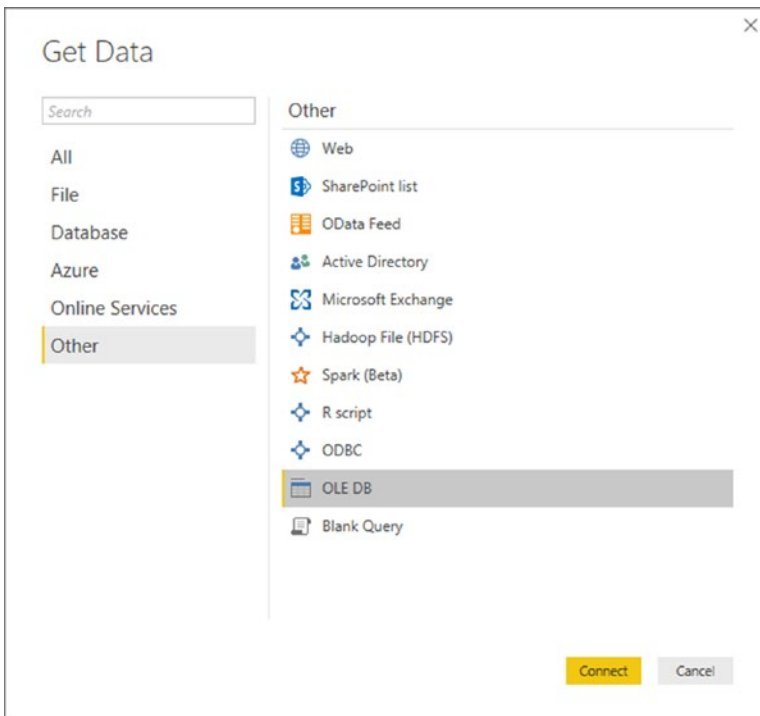 Get Data
Search
All
File
Database
Azure
Online Services
Other
Other
Web
SharePoint list
OData Feed
Active Directory
Microsoft Exchange
Hadoop File (HDFS)
Spark (Beta)
R script
ODBC
OLE DB
Blank Query
Connect
Cancel